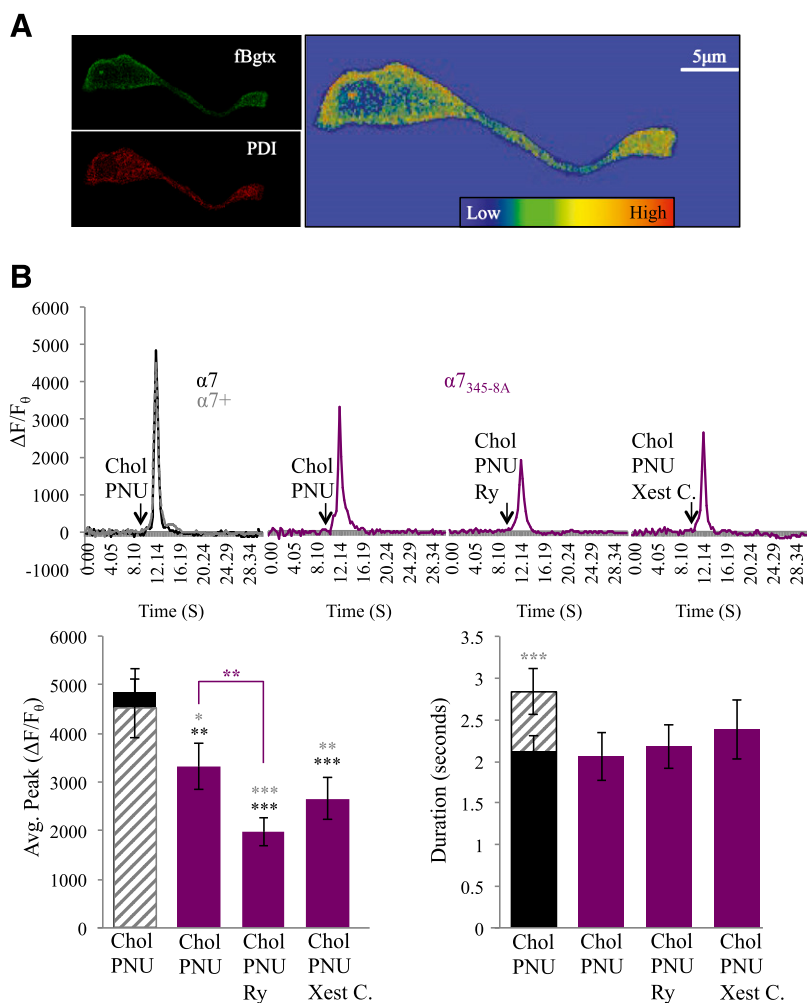 A
fBgtx
PDI
5μm
Low High
B
6000
5000
4000
3000
2000
1000
0
-1000
ΔF/Fθ
α7
α7+
α7345-8A
Chol
PNU
Chol
PNU
Chol
PNU
Ry
Chol
PNU
Xest C.
0.00 4.05 8.10 12.14 16.19 20.24 24.29 28.34
0.00 4.05 8.10 12.14 16.19 20.24 24.29 28.34
0.00 4.05 8.10 12.14 16.19 20.24 24.29 28.34
0.00 4.05 8.10 12.14 16.19 20.24 24.29 28.34
Time (S) Time (S) Time (S) Time (S)
6000
5000
4000
3000
2000
1000
0
Avg. Peak (ΔF/Fθ)
**
*
**
***
***
**
***
Chol
PNU
Chol
PNU
Chol
PNU
Ry
Chol
PNU
Xest C.
3.5
3
2.5
2
1.5
1
0.5
0
Duration (seconds)
***
Chol
PNU
Chol
PNU
Chol
PNU
Ry
Chol
PNU
Xest C.